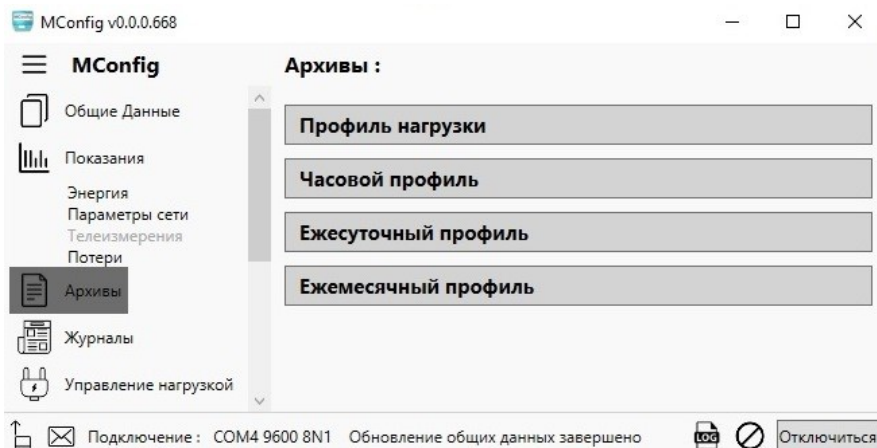 MConfig v0.0.0.668
MConfig
Архивы :
Общие Данные
Показания
Энергия
Параметры сети
Телеизмерения
Потери
Архивы
Журналы
Управление нагрузкой
Профиль нагрузки
Часовой профиль
Ежесуточный профиль
Ежемесячный профиль
Подключение : COM4 9600 8N1 Обновление общих данных завершено LOG Отключиться